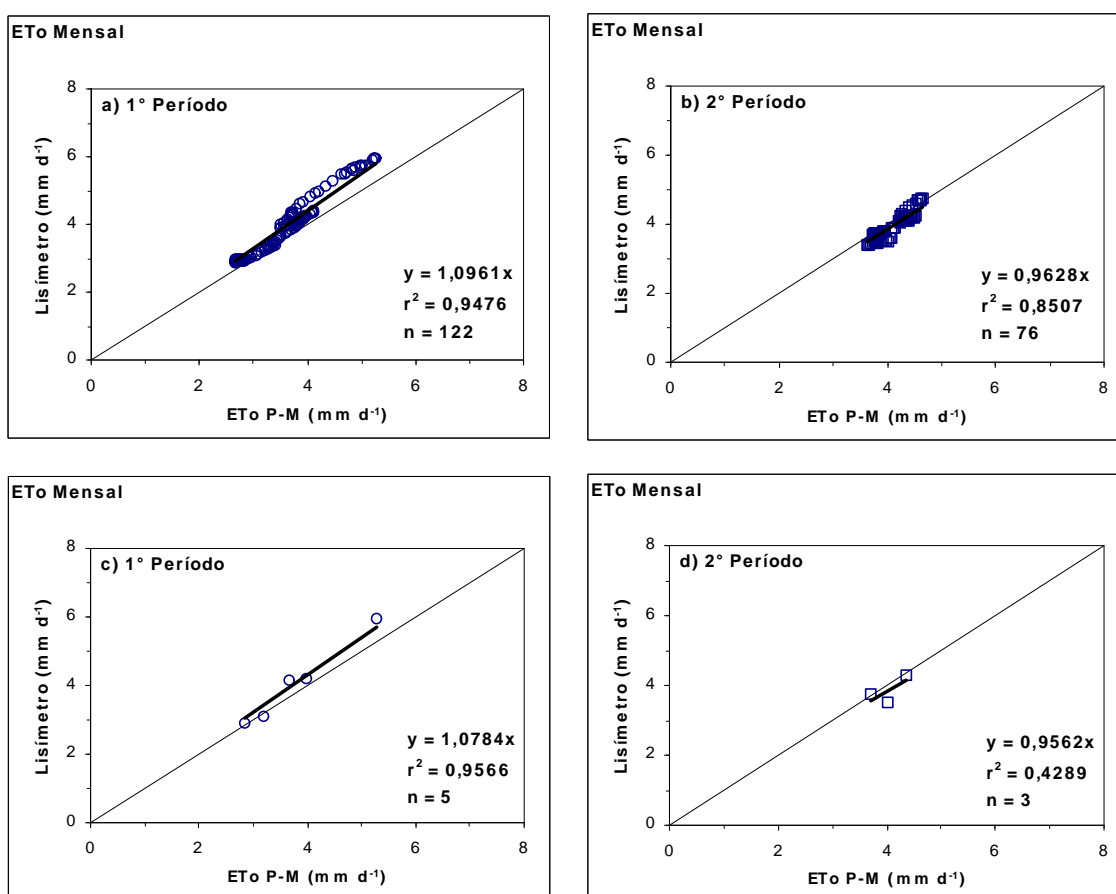 ETo Mensal
a) 1° Período
Lisímetro (mm d⁻¹)
8
6
4
2
0
y = 1,0961x
r² = 0,9476
n = 122
0 2 4 6 8
ETo P-M (mm d⁻¹)
ETo Mensal
b) 2° Período
Lisímetro (mm d⁻¹)
8
6
4
2
0
y = 0,9628x
r² = 0,8507
n = 76
0 2 4 6 8
ETo P-M (mm d⁻¹)
ETo Mensal
c) 1° Período
Lisímetro (mm d⁻¹)
8
6
4
2
0
y = 1,0784x
r² = 0,9566
n = 5
0 2 4 6 8
ETo P-M (mm d⁻¹)
ETo Mensal
d) 2° Período
Lisímetro (mm d⁻¹)
8
6
4
2
0
y = 0,9562x
r² = 0,4289
n = 3
0 2 4 6 8
ETo P-M (mm d⁻¹)